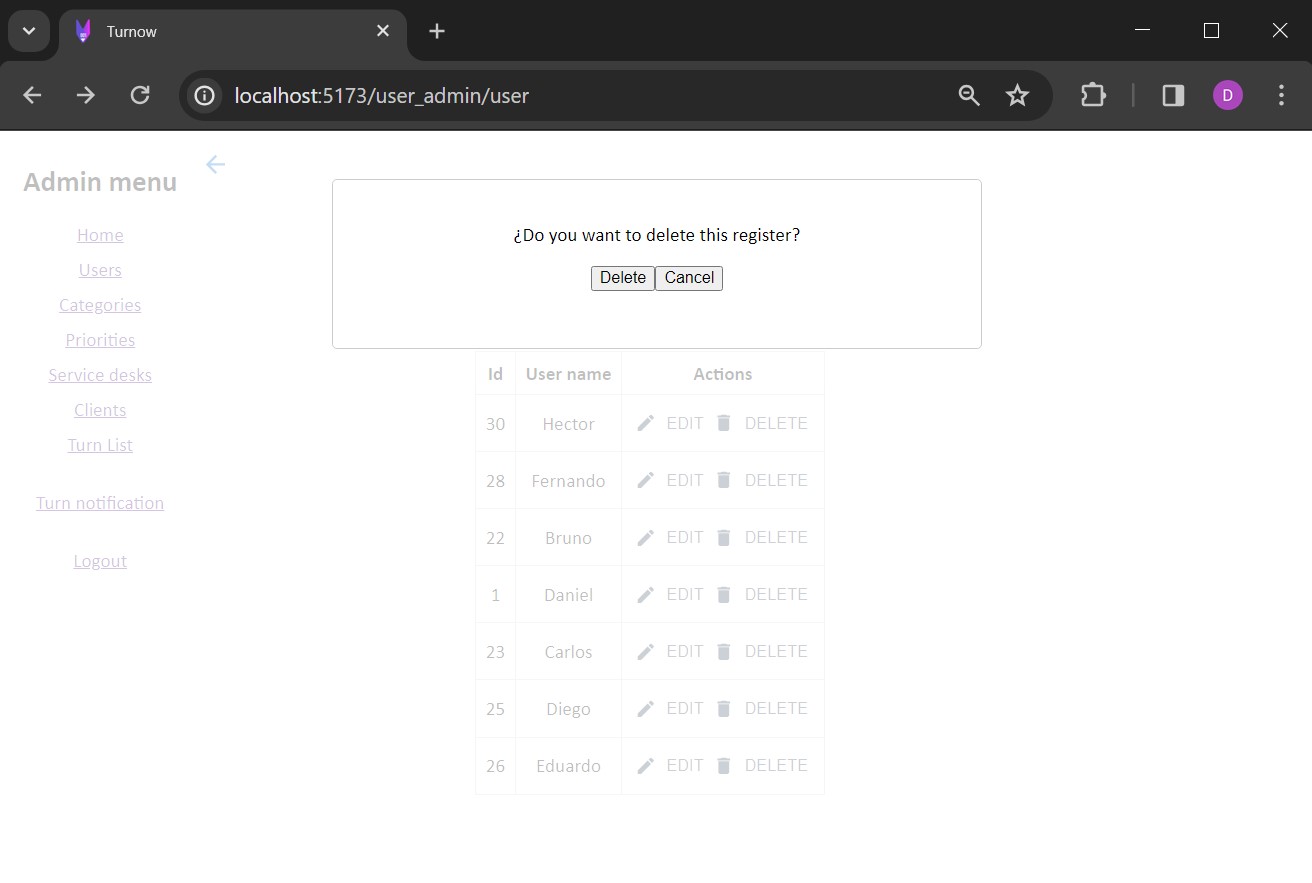 Turnow
localhost:5173/user_admin/user
D
Admin menu
Home
Users
Categories
Priorities
Service desks
Clients
Turn List
Turn notification
Logout
¿Do you want to delete this register?
Delete Cancel
Id User name Actions
30 Hector EDIT DELETE
28 Fernando EDIT DELETE
22 Bruno EDIT DELETE
1 Daniel EDIT DELETE
23 Carlos EDIT DELETE
25 Diego EDIT DELETE
26 Eduardo EDIT DELETE